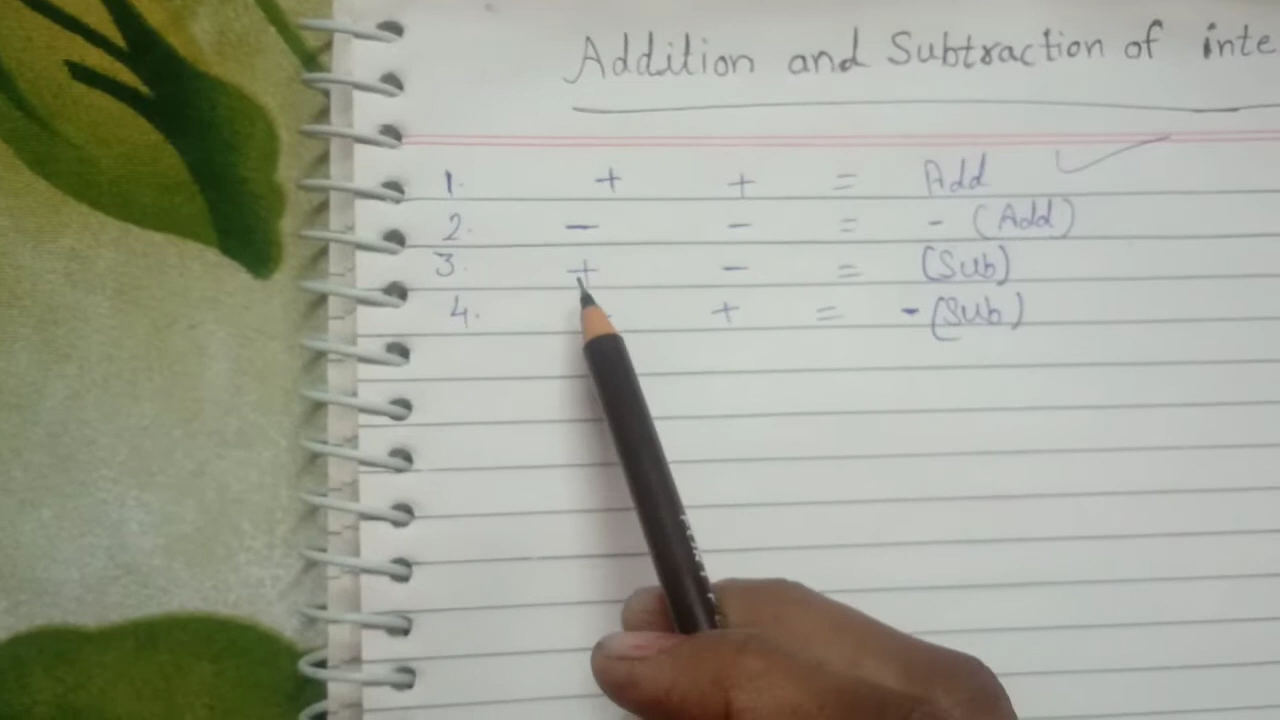 Addition and Subtraction of inte
1. + + = Add
2. - - = - (Add)
3. + - = (Sub)
4. + = - (Sub)